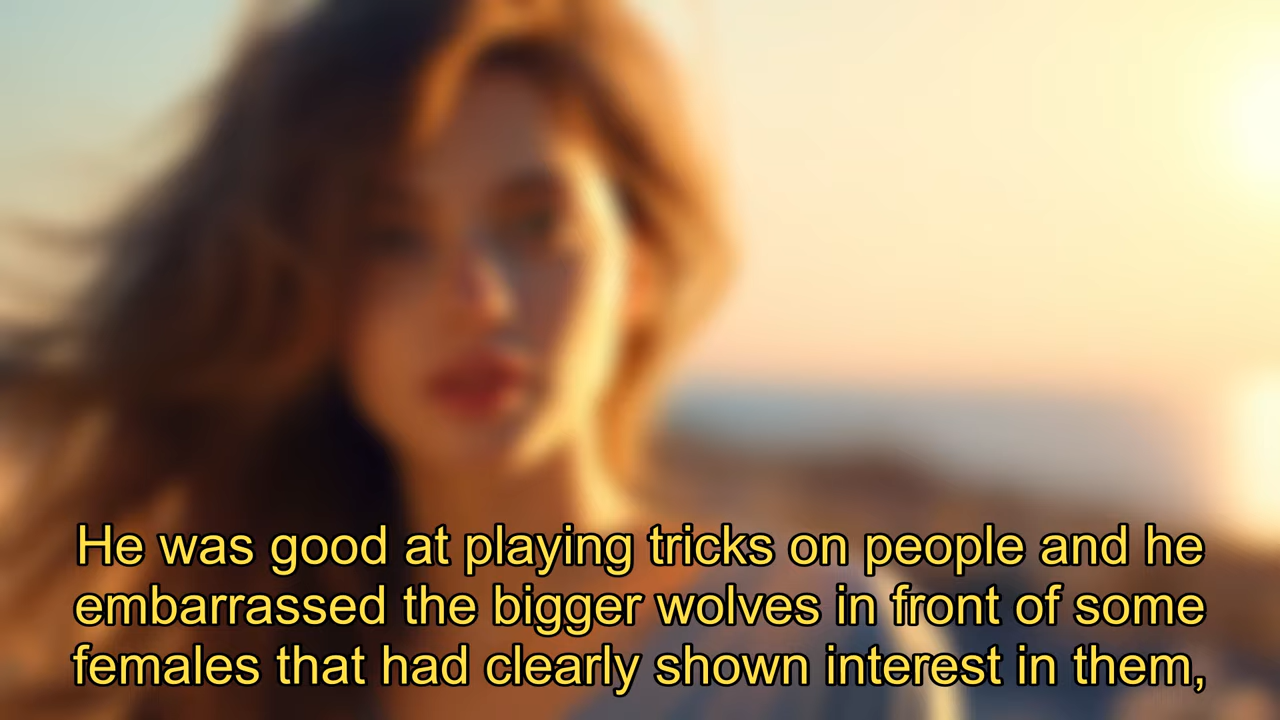 He was good at playing tricks on people and he
embarrassed the bigger wolves in front of some
females that had clearly shown interest in them,